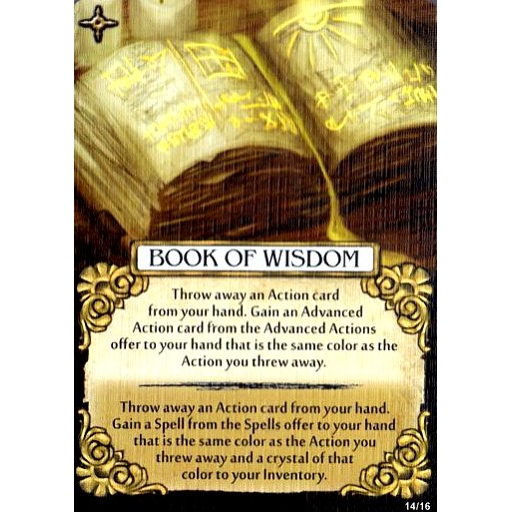 BOOK OF WISDOM
Throw away an Action card
from your hand. Gain an Advanced
Action card from the Advanced Actions
offer to your hand that is the same color as the
Action you threw away.
Throw away an Action card from your hand.
Gain a Spell from the Spells offer to your hand
that is the same color as the Action you
threw away and a crystal of that
color to your Inventory.
14/16